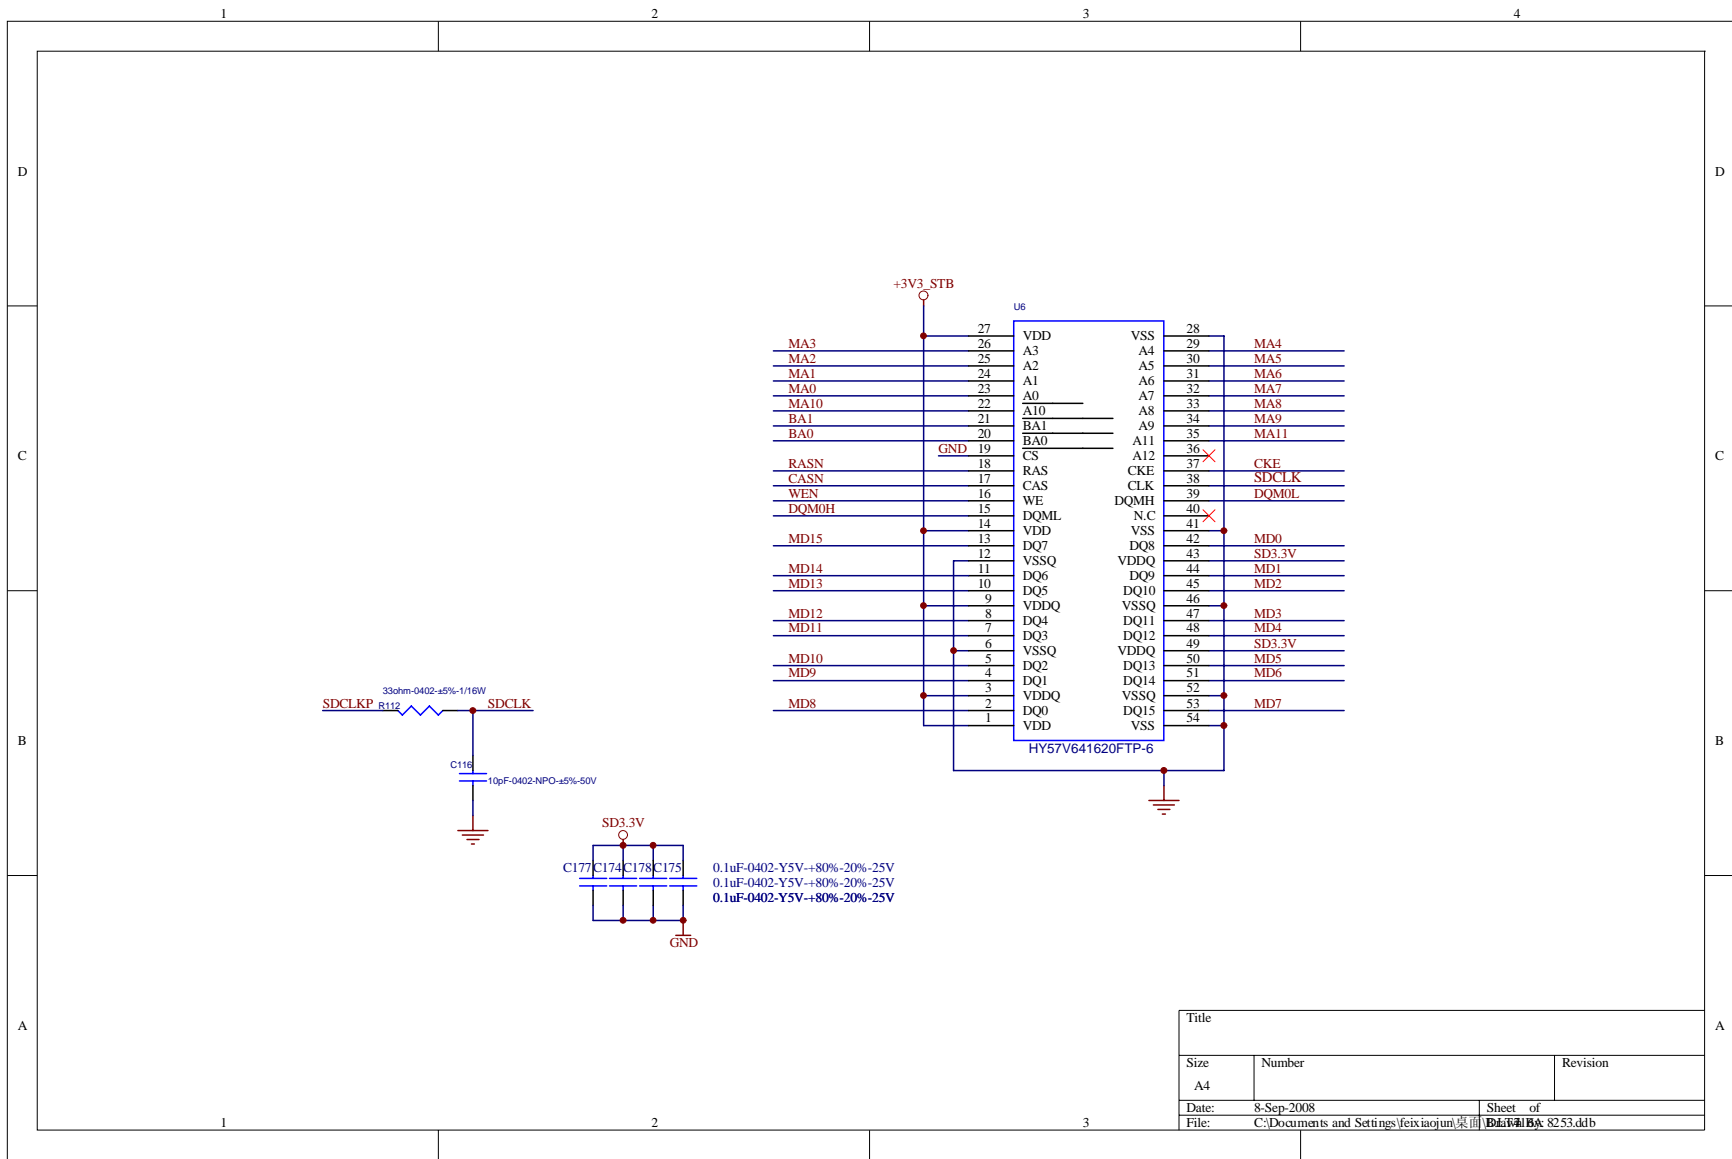 1 2 3 4
D D
+3V3_STB
U6
27 VDD VSS 28
MA3 26 A3 A4 29 MA4
MA2 25 A2 A5 30 MA5
MA1 24 A1 A6 31 MA6
MA0 23 A0 A7 32 MA7
MA10 22 A10 A8 33 MA8
BA1 21 BA1 A9 34 MA9
BA0 20 BA0 A11 35 MA11
GND 19 CS A12 36
C C
RASN 18 RAS CKE 37 CKE
CASN 17 CAS CLK 38 SDCLK
WEN 16 WE DQMH 39 DQM0L
DQM0H 15 DQML N.C 40
14 VDD VSS 41
MD15 13 DQ7 DQ8 42 MD0
12 VSSQ VDDQ 43 SD3.3V
MD14 11 DQ6 DQ9 44 MD1
MD13 10 DQ5 DQ10 45 MD2
9 VDDQ VSSQ 46
MD12 8 DQ4 DQ11 47 MD3
MD11 7 DQ3 DQ12 48 MD4
6 VSSQ VDDQ 49 SD3.3V
MD10 5 DQ2 DQ13 50 MD5
MD9 4 DQ1 DQ14 51 MD6
3 VDDQ VSSQ 52
MD8 2 DQ0 DQ15 53 MD7
1 VDD VSS 54
HY57V641620FTP-6
33ohm-0402-±5%-1/16W
SDCLKP R112 SDCLK
B B
C116
10pF-0402-NPO-±5%-50V
SD3.3V
C177 C174 C178 C175 0.1uF-0402-Y5V-+80%-20%-25V
0.1uF-0402-Y5V-+80%-20%-25V
0.1uF-0402-Y5V-+80%-20%-25V
GND
A A
Title
Size Number Revision
A4
Date: 8-Sep-2008 Sheet of
File: C:\Documents and Settings\feixiaojun\桌面\ 8253.ddb
1 2 3